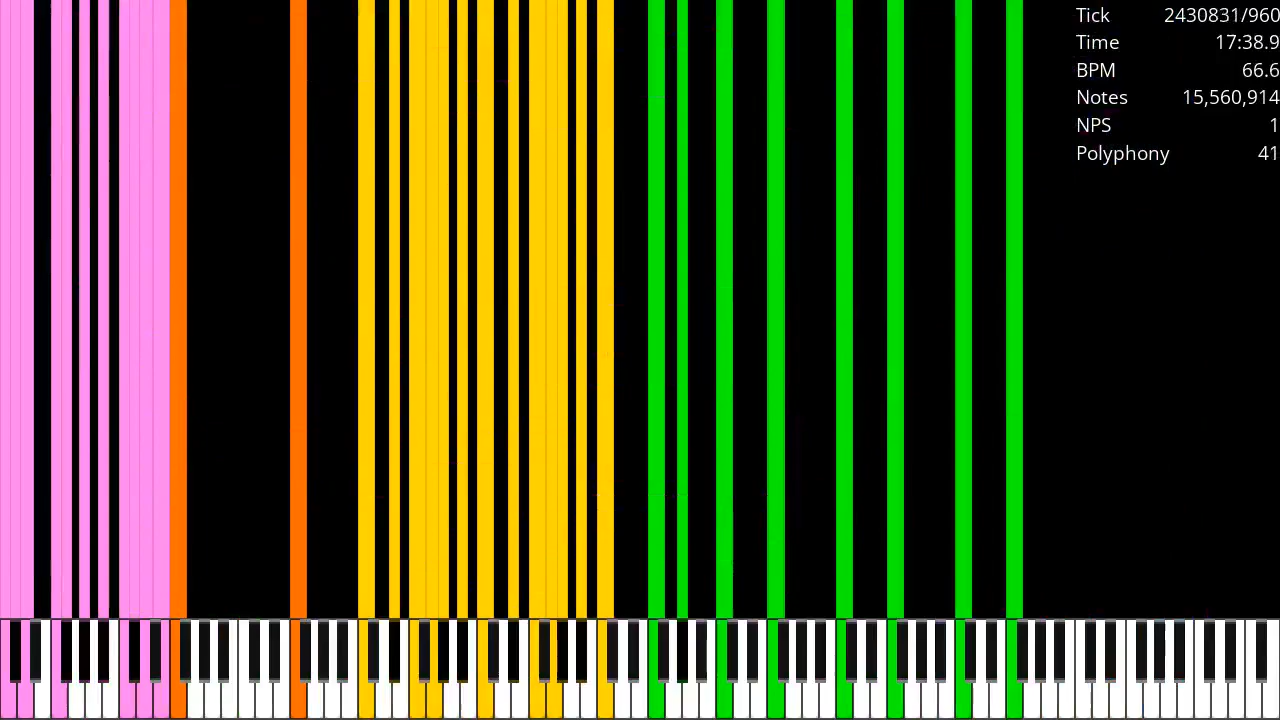 Tick 2430831/960
Time 17:38.9
BPM 66.6
Notes 15,560,914
NPS 1
Polyphony 41